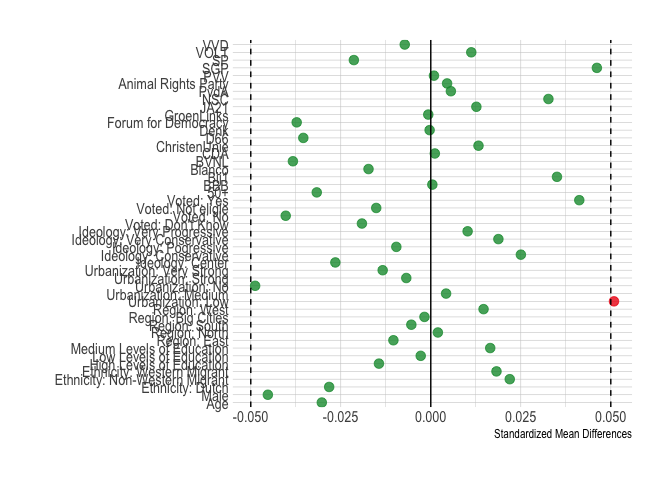 VVD
VOLT
SP
SGP
PVV
Animal Rights Party
PvdA
NSC
JA21
GroenLinks
Forum for Democracy
Denk
D66
ChristenUnie
CDA
BVNL
Blanco
Bij1
BBB
50+
Voted: Yes
Voted: Not eligle
Voted: No
Voted: Don't Know
Ideology: Very Progressive
Ideology: Very Conservative
Ideology: Pogressive
Ideology: Conservative
Ideology: Center
Urbanization: Very Strong
Urbanization: Strong
Urbanization: No
Urbanization: Medium
Urbanization: Low
Region: West
Region: Big Cities
Region: South
Region: North
Region: East
Medium Levels of Education
Low Levels of Education
High Levels of Education
Ethnicity: Western Migrant
Ethnicity: Non-Western Migrant
Ethnicity: Dutch
Male
Age
-0.050 -0.025 0.000 0.025 0.050
Standardized Mean Differences